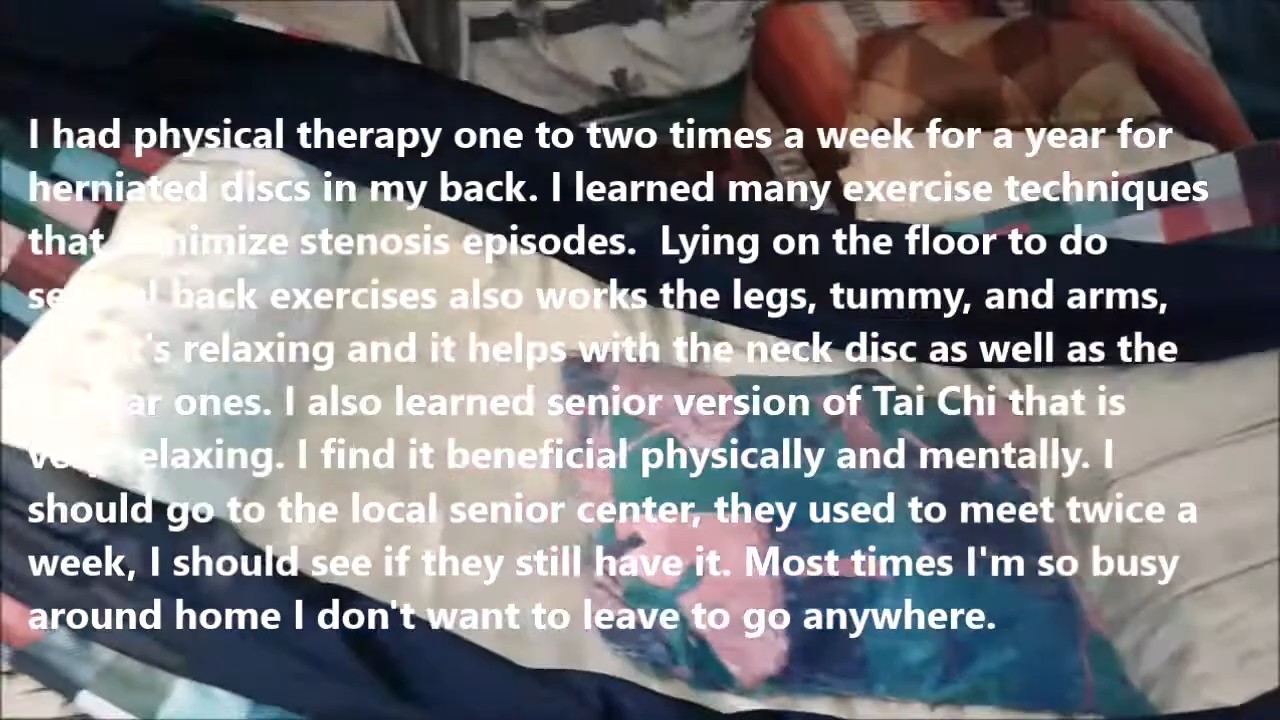 I had physical therapy one to two times a week for a year for
herniated discs in my back. I learned many exercise techniques
that minimize stenosis episodes. Lying on the floor to do
several back exercises also works the legs, tummy, and arms,
it's relaxing and it helps with the neck disc as well as the
ones. I also learned senior version of Tai Chi that is
very relaxing. I find it beneficial physically and mentally. I
should go to the local senior center, they used to meet twice a
week, I should see if they still have it. Most times I'm so busy
around home I don't want to leave to go anywhere.